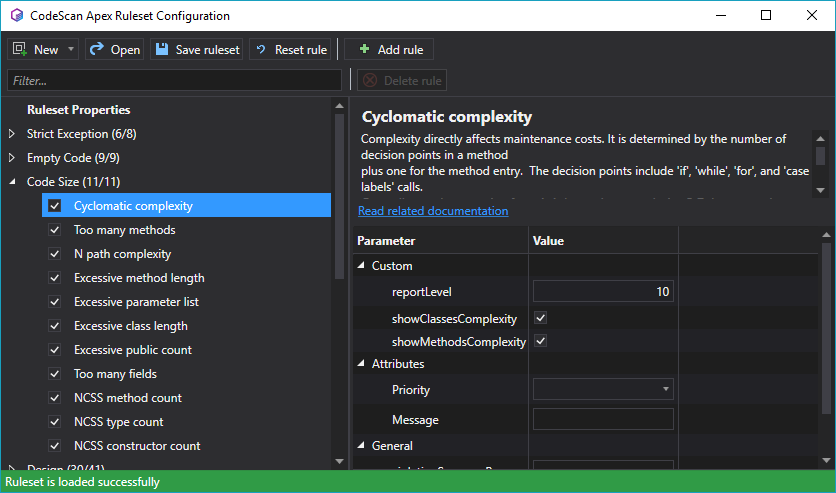 CodeScan Apex Ruleset Configuration
New Open Save ruleset Reset rule Add rule
Filter... Delete rule
Ruleset Properties
Strict Exception (6/8)
Empty Code (9/9)
Code Size (11/11)
Cyclomatic complexity
Too many methods
N path complexity
Excessive method length
Excessive parameter list
Excessive class length
Excessive public count
Too many fields
NCSS method count
NCSS type count
NCSS constructor count
Design (30/41)
Cyclomatic complexity
Complexity directly affects maintenance costs. It is determined by the number of
decision points in a method
plus one for the method entry.  The decision points include 'if', 'while', 'for', and 'case
labels' calls.
Read related documentation
Parameter Value
Custom
reportLevel 10
showClassesComplexity
showMethodsComplexity
Attributes
Priority
Message
General
Ruleset is loaded successfully